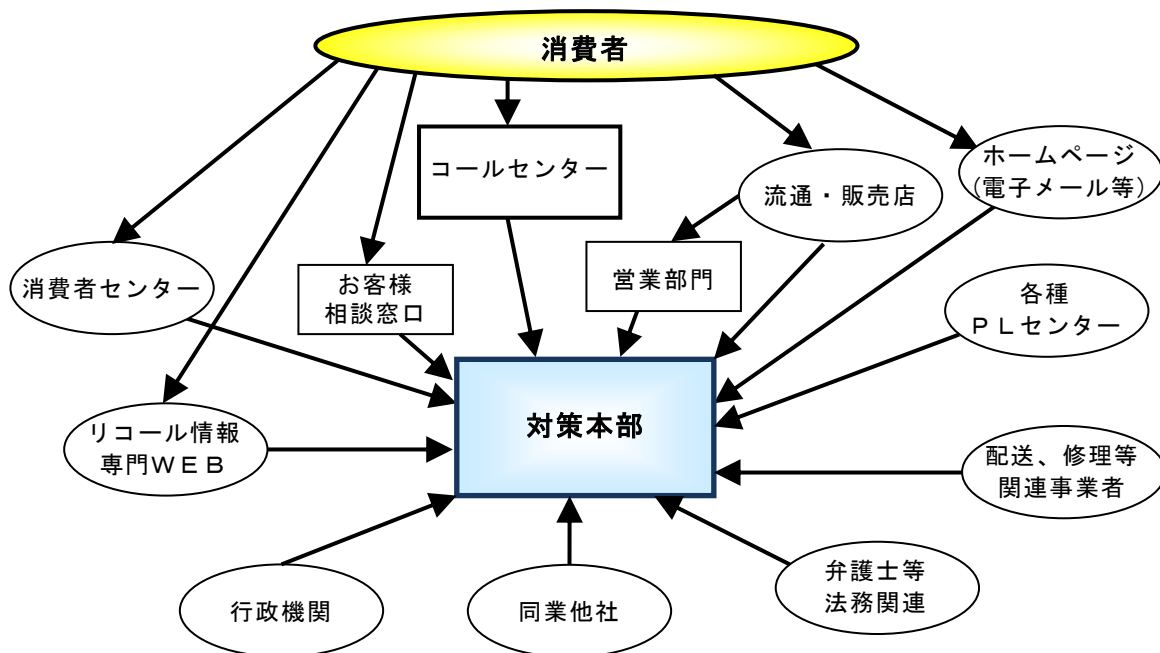 消費者
コールセンター
ホームページ
(電子メール等)
流通・販売店
消費者センター
お客様
相談窓口
営業部門
各種
ＰＬセンター
対策本部
リコール情報
専門ＷＥＢ
配送、修理等
関連事業者
行政機関
同業他社
弁護士等
法務関連